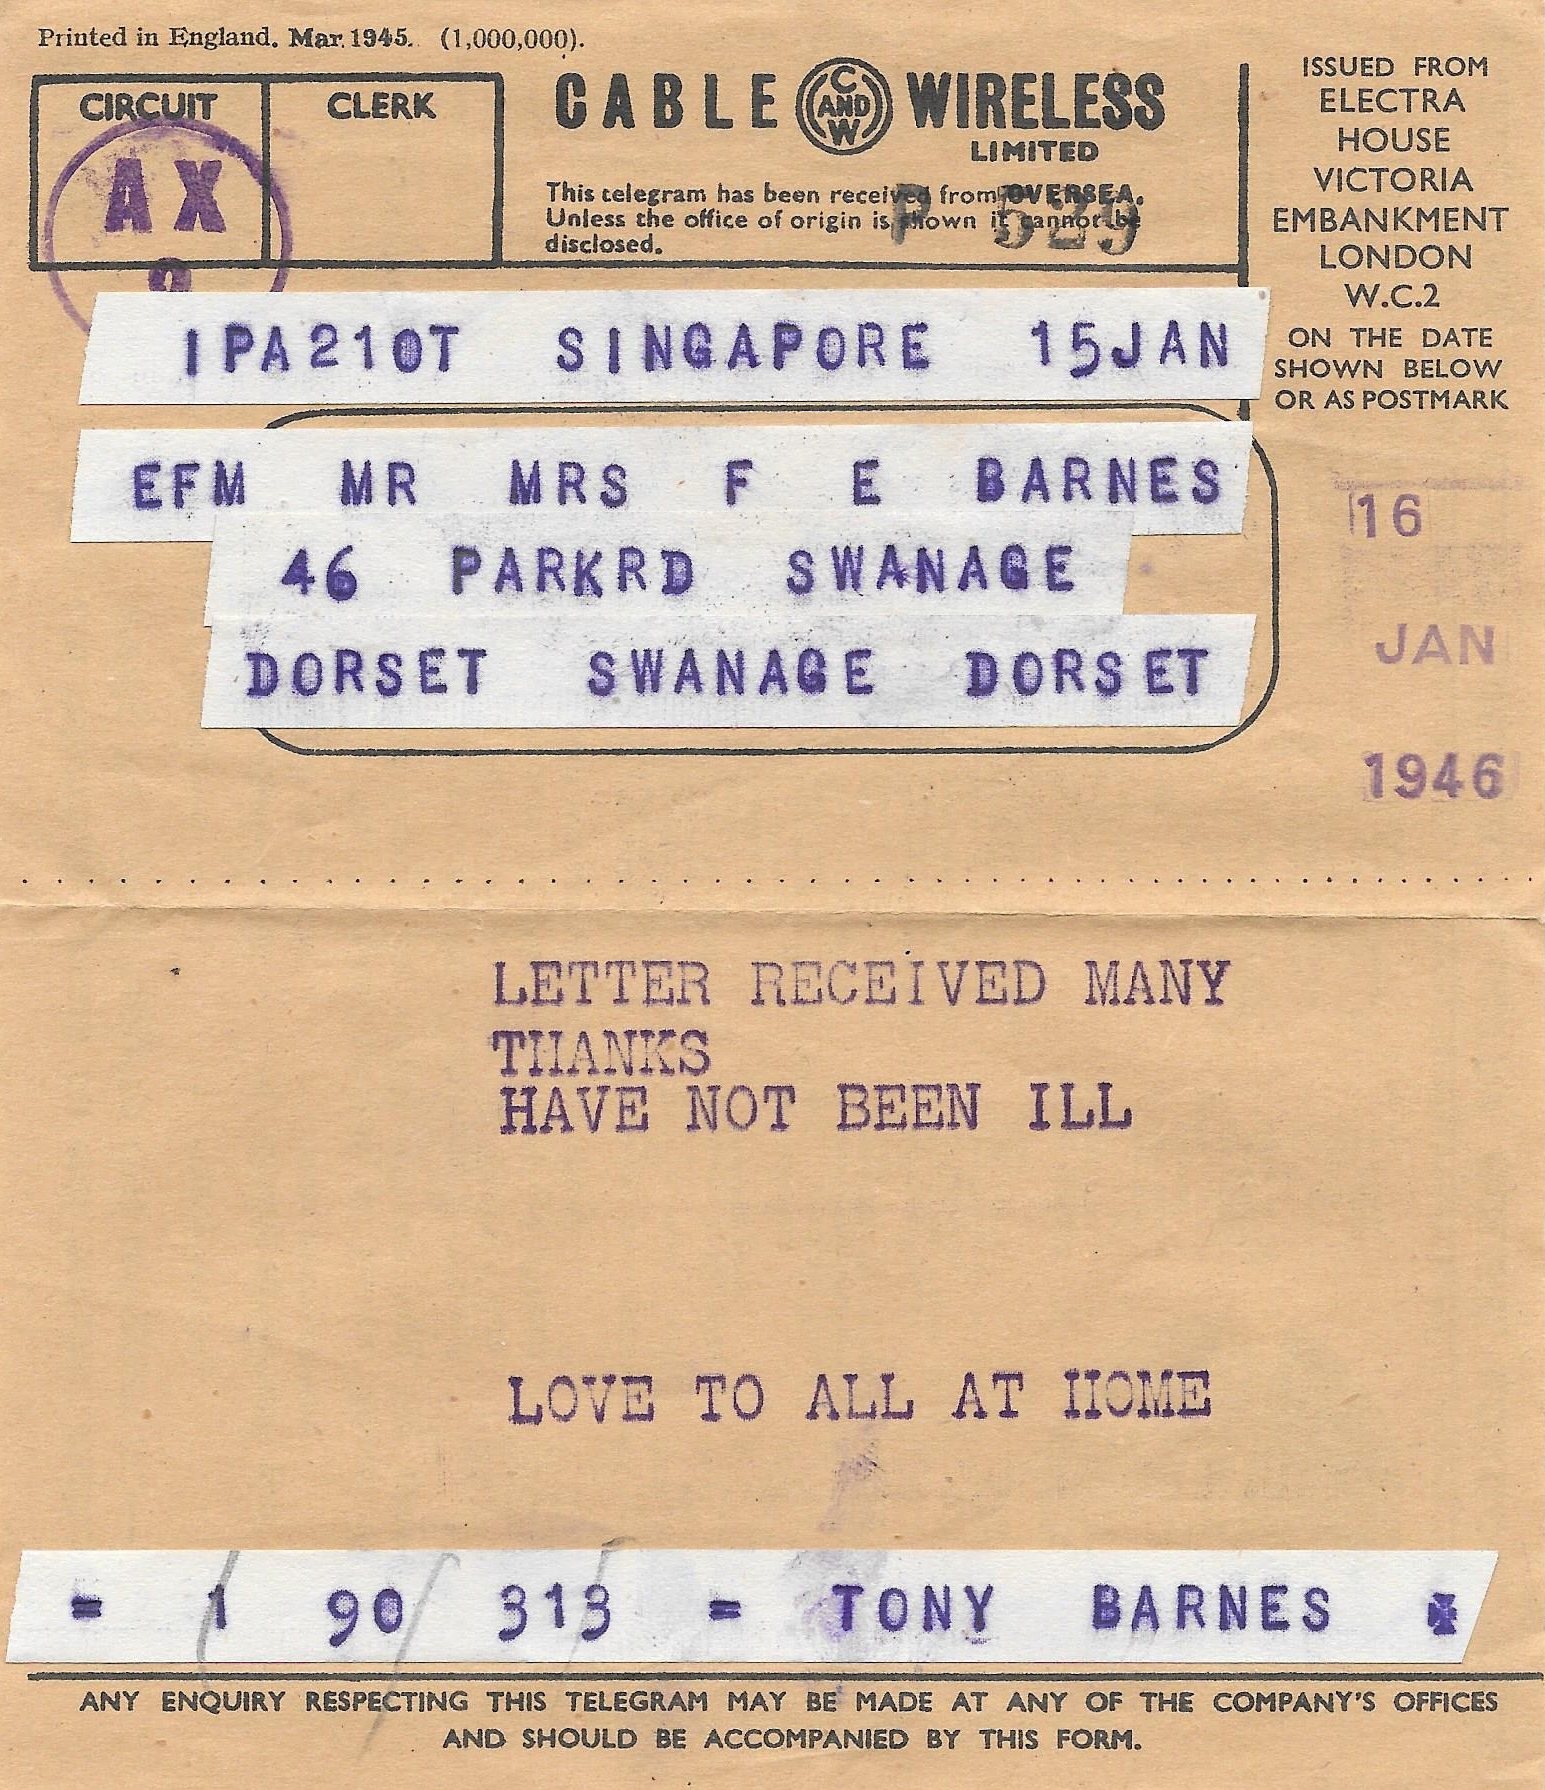 Printed in England. Mar. 1945. (1,000,000).
CIRCUIT
CLERK
AX
CABLE C AND W WIRELESS
LIMITED
This telegram has been received from OVERSEA.
Unless the office of origin is shown it cannot be
disclosed.
P 529
ISSUED FROM
ELECTRA
HOUSE
VICTORIA
EMBANKMENT
LONDON
W.C.2
ON THE DATE
SHOWN BELOW
OR AS POSTMARK
IPA210T SINGAPORE 15JAN
EFM MR MRS F E BARNES
46 PARKRD SWANAGE
DORSET SWANAGE DORSET
16
JAN
1946
LETTER RECEIVED MANY
THANKS
HAVE NOT BEEN ILL
LOVE TO ALL AT HOME
= 1 90 313 = TONY BARNES
ANY ENQUIRY RESPECTING THIS TELEGRAM MAY BE MADE AT ANY OF THE COMPANY'S OFFICES
AND SHOULD BE ACCOMPANIED BY THIS FORM.